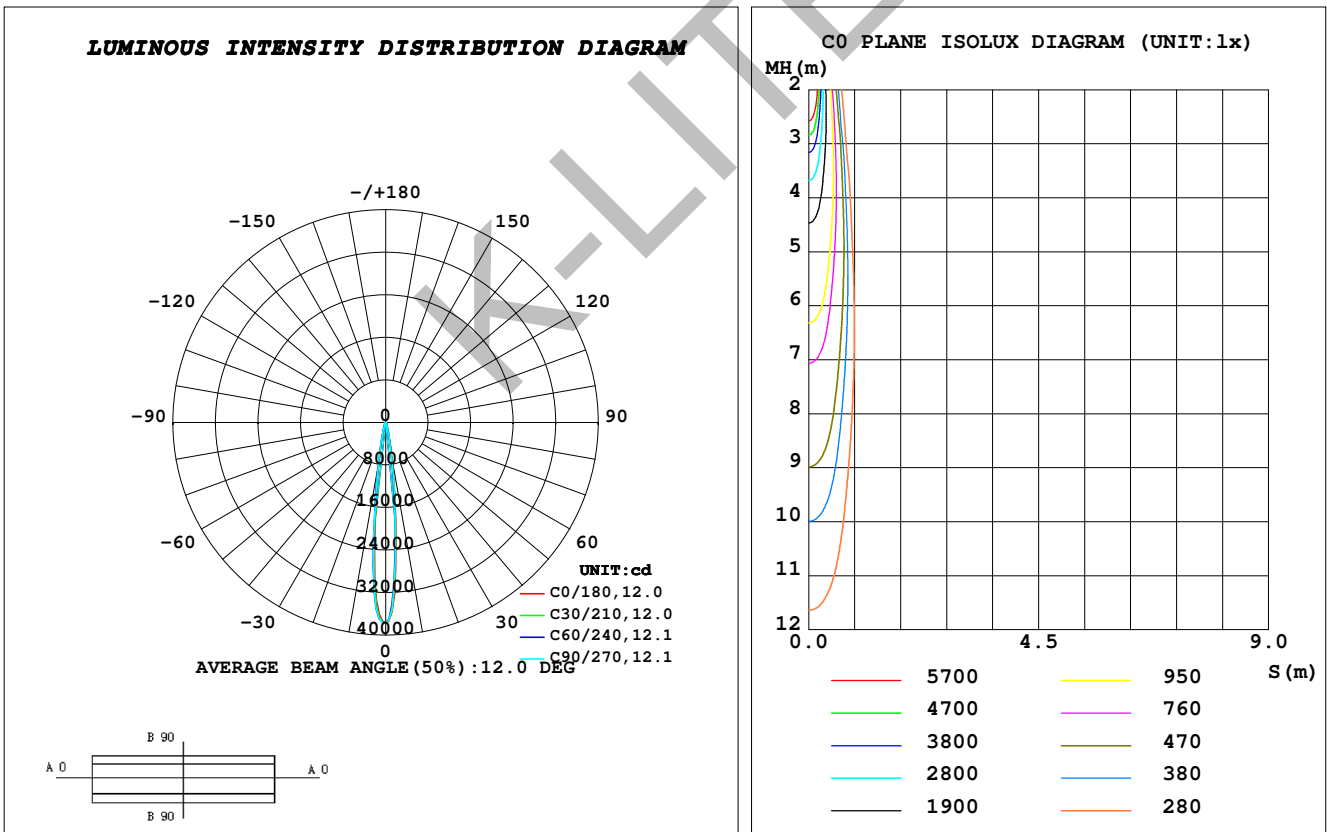 LUMINOUS INTENSITY DISTRIBUTION DIAGRAM
-/+180
-150
150
-120
120
-90
90
-60
60
-30
30
0
8000
16000
24000
32000
40000
0
UNIT:cd
C0/180,12.0
C30/210,12.0
C60/240,12.1
C90/270,12.1
AVERAGE BEAM ANGLE(50%):12.0 DEG
B 90
A 0
A 0
B 90
C0 PLANE ISOLUX DIAGRAM (UNIT:lx)
MH(m)
2
3
4
5
6
7
8
9
10
11
12
0.0
4.5
9.0
S(m)
5700
950
4700
760
3800
470
2800
380
1900
280
K-LITE